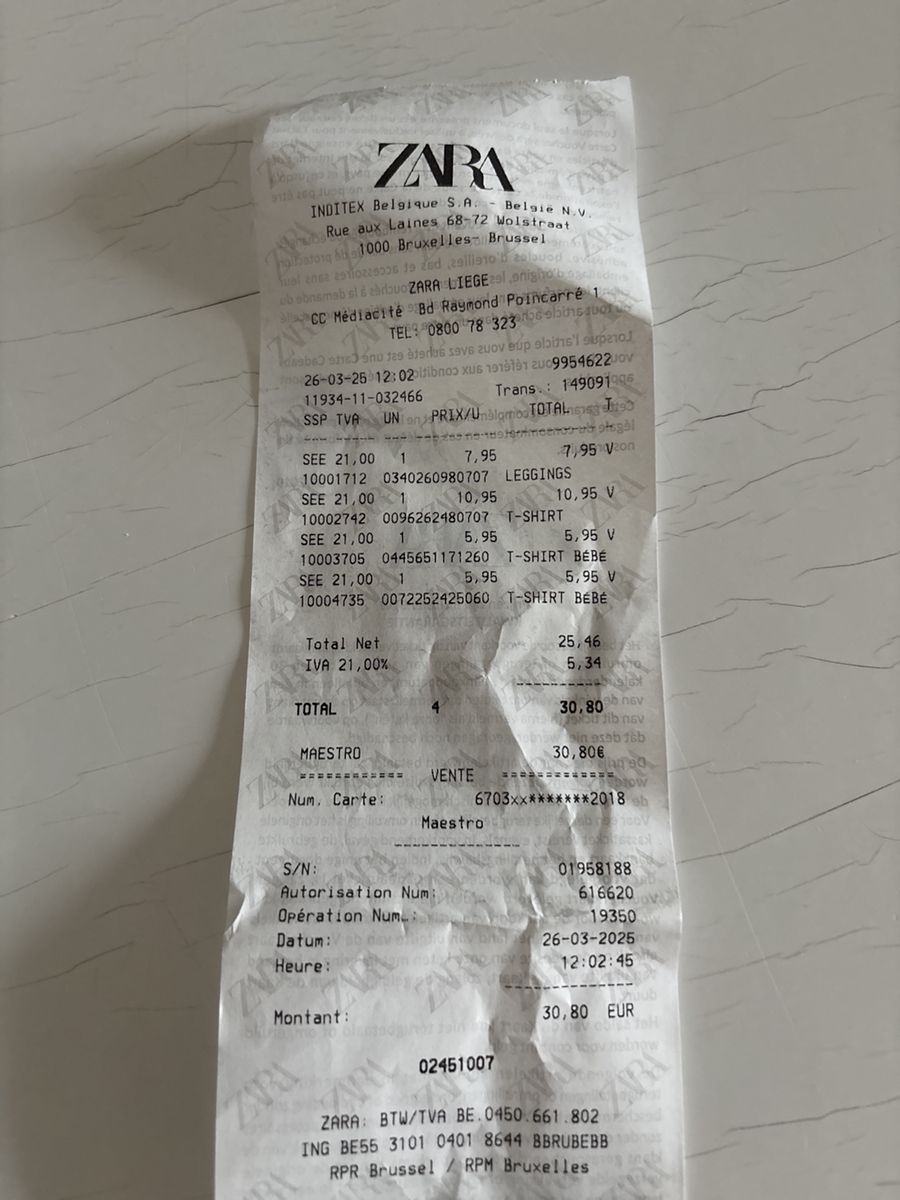 ZARA
INDITEX Belgique S.A. - België N.V.
Rue aux Laines 68-72 Wolstraat
1000 Bruxelles- Brussel
ZARA LIEGE
CC Médiacité Bd Raymond Poincarré 1
TEL: 0800 78 323
26-03-25 12:02 9954622
11934-11-032466 Trans.: 149091
SSP TVA UN PRIX/U TOTAL T
SEE 21,00 1 7,95 7,95 V
10001712 0340260980707 LEGGINGS
SEE 21,00 1 10,95 10,95 V
10002742 0096262480707 T-SHIRT
SEE 21,00 1 5,95 5,95 V
10003705 0445651171260 T-SHIRT BÉBÉ
SEE 21,00 1 5,95 5,95 V
10004735 0072252425060 T-SHIRT BÉBÉ
Total Net 25,46
IVA 21,00% 5,34
TOTAL 4 30,80
MAESTRO 30,80€
============ VENTE =============
Num. Carte: 6703xx*******2018
Maestro
S/N: 01958188
Autorisation Num: 616620
Opération Num.: 19350
Datum: 26-03-2025
Heure: 12:02:45
Montant: 30,80 EUR
02451007
ZARA: BTW/TVA BE.0450.661.802
ING BE55 3101 0401 8644 BBRUBEBB
RPR Brussel / RPM Bruxelles